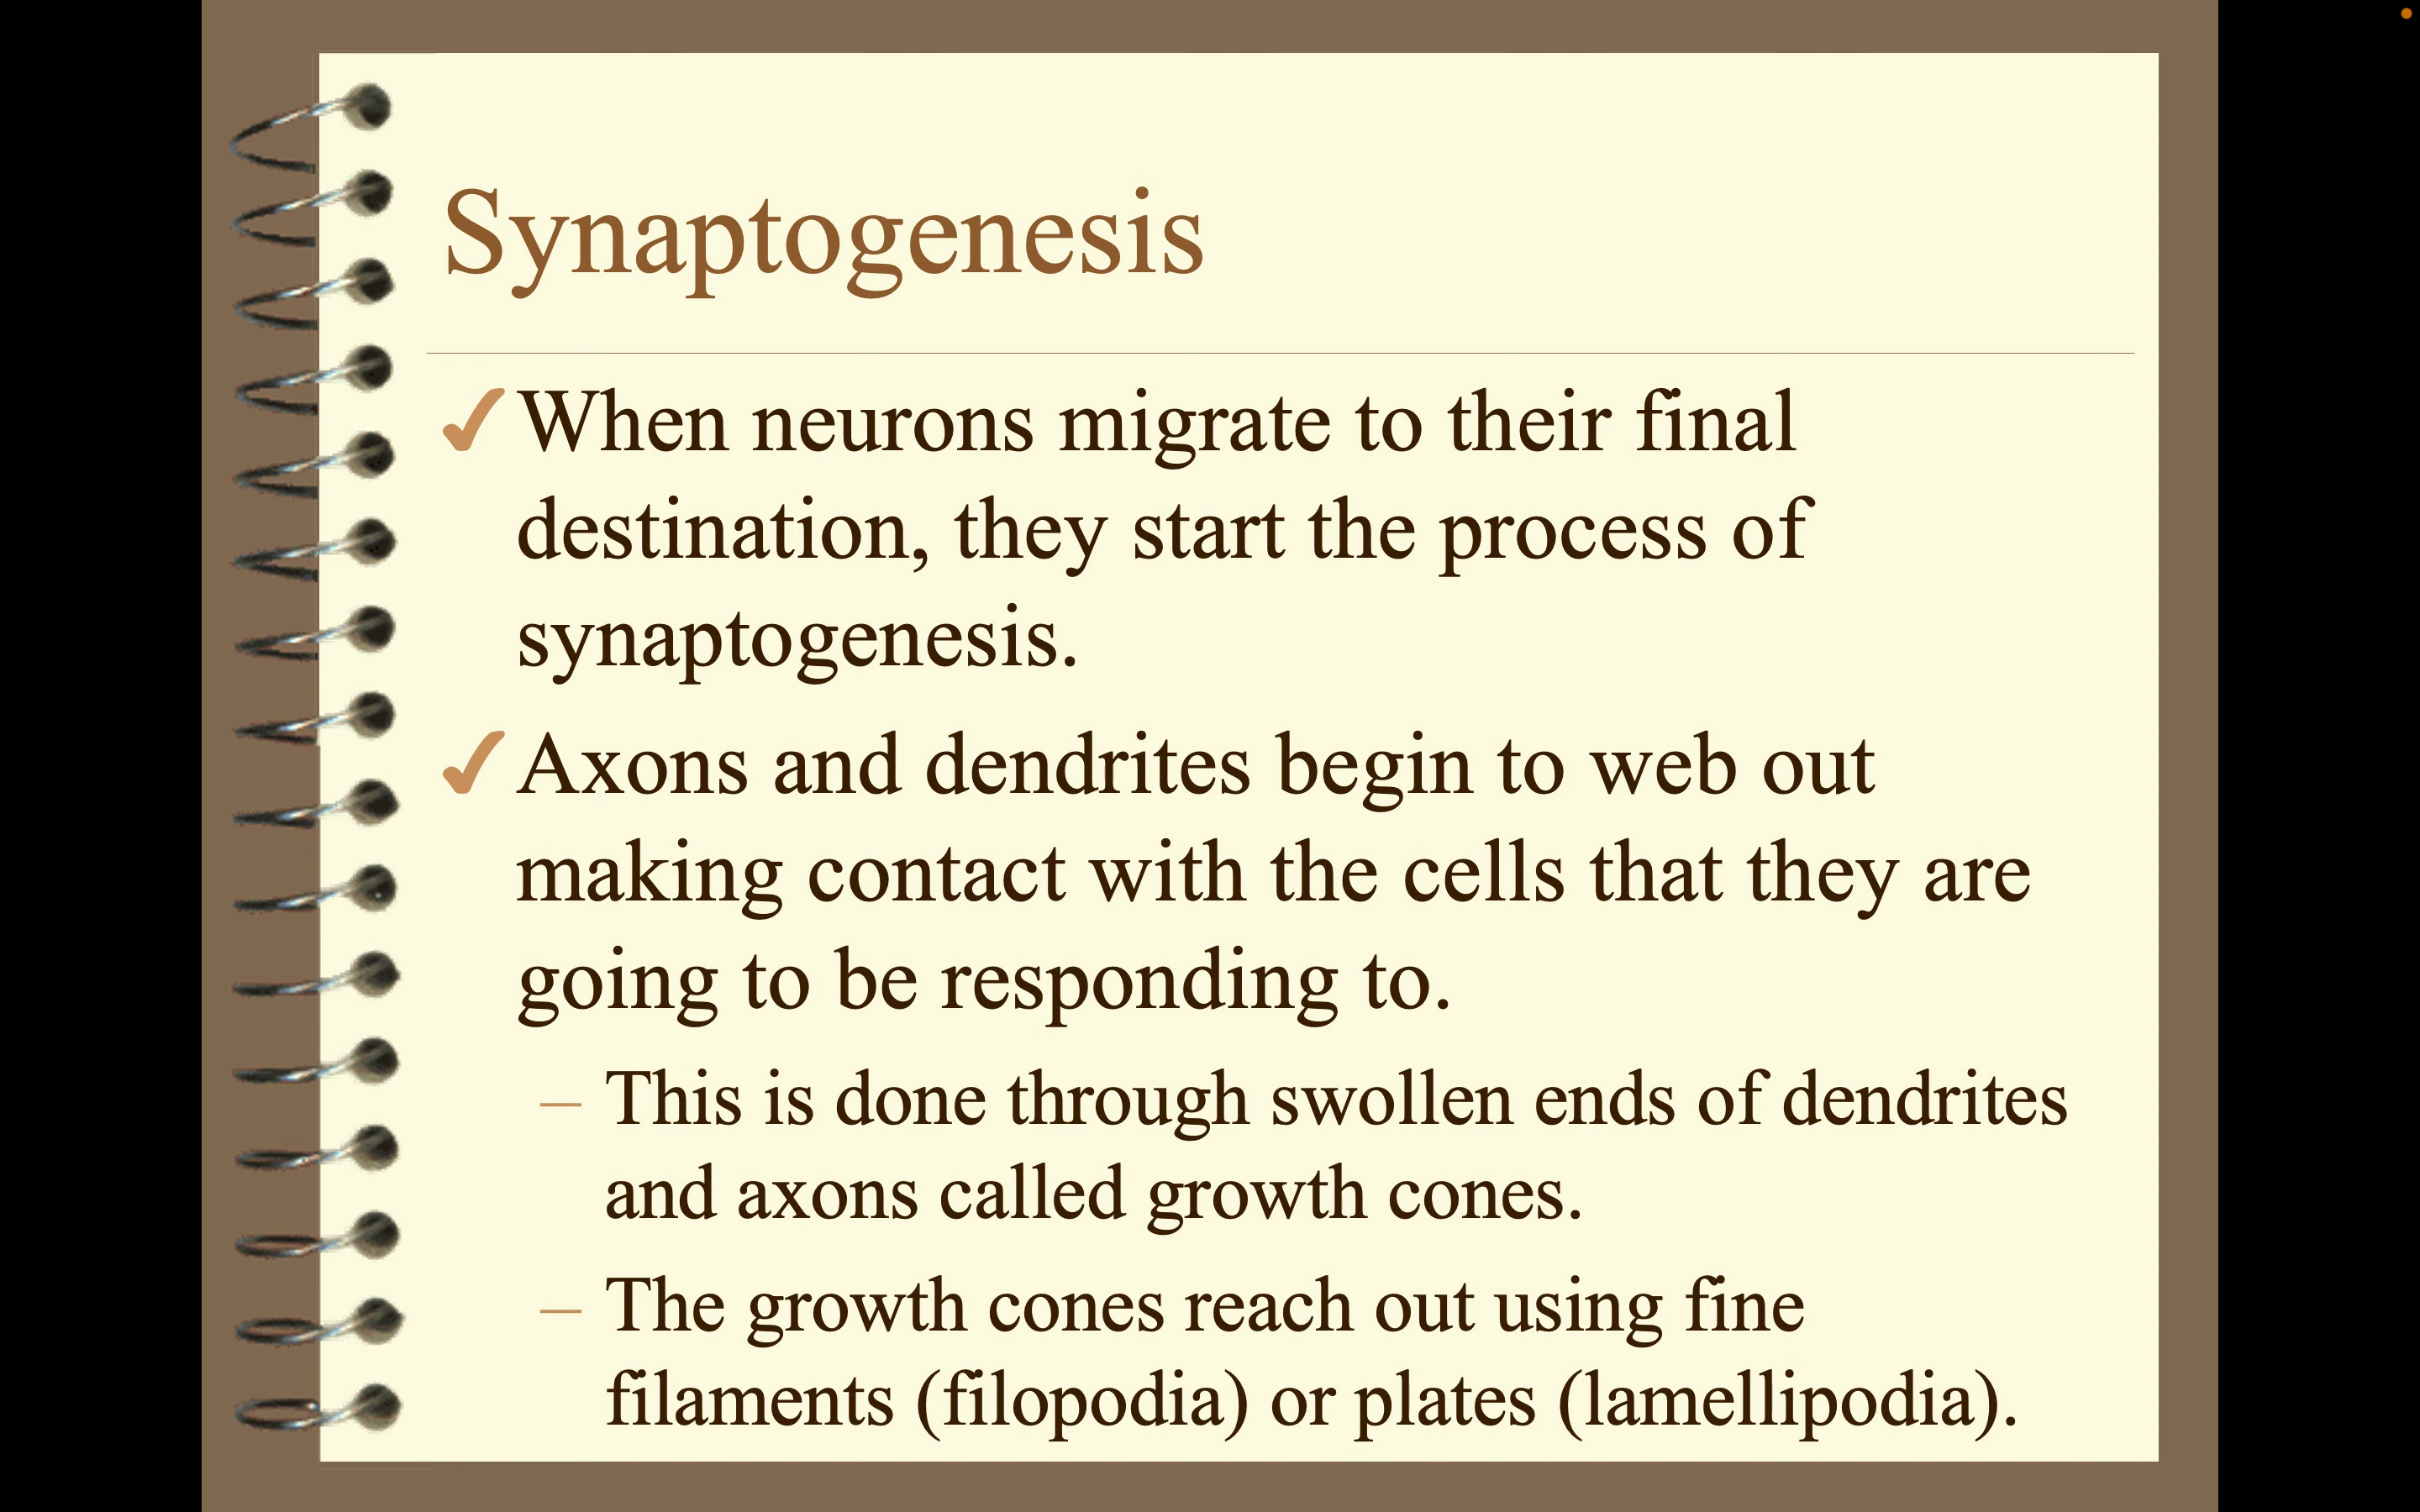 Synaptogenesis
✓ When neurons migrate to their final
destination, they start the process of
synaptogenesis.
✓ Axons and dendrites begin to web out
making contact with the cells that they are
going to be responding to.
– This is done through swollen ends of dendrites
and axons called growth cones.
– The growth cones reach out using fine
filaments (filopodia) or plates (lamellipodia).